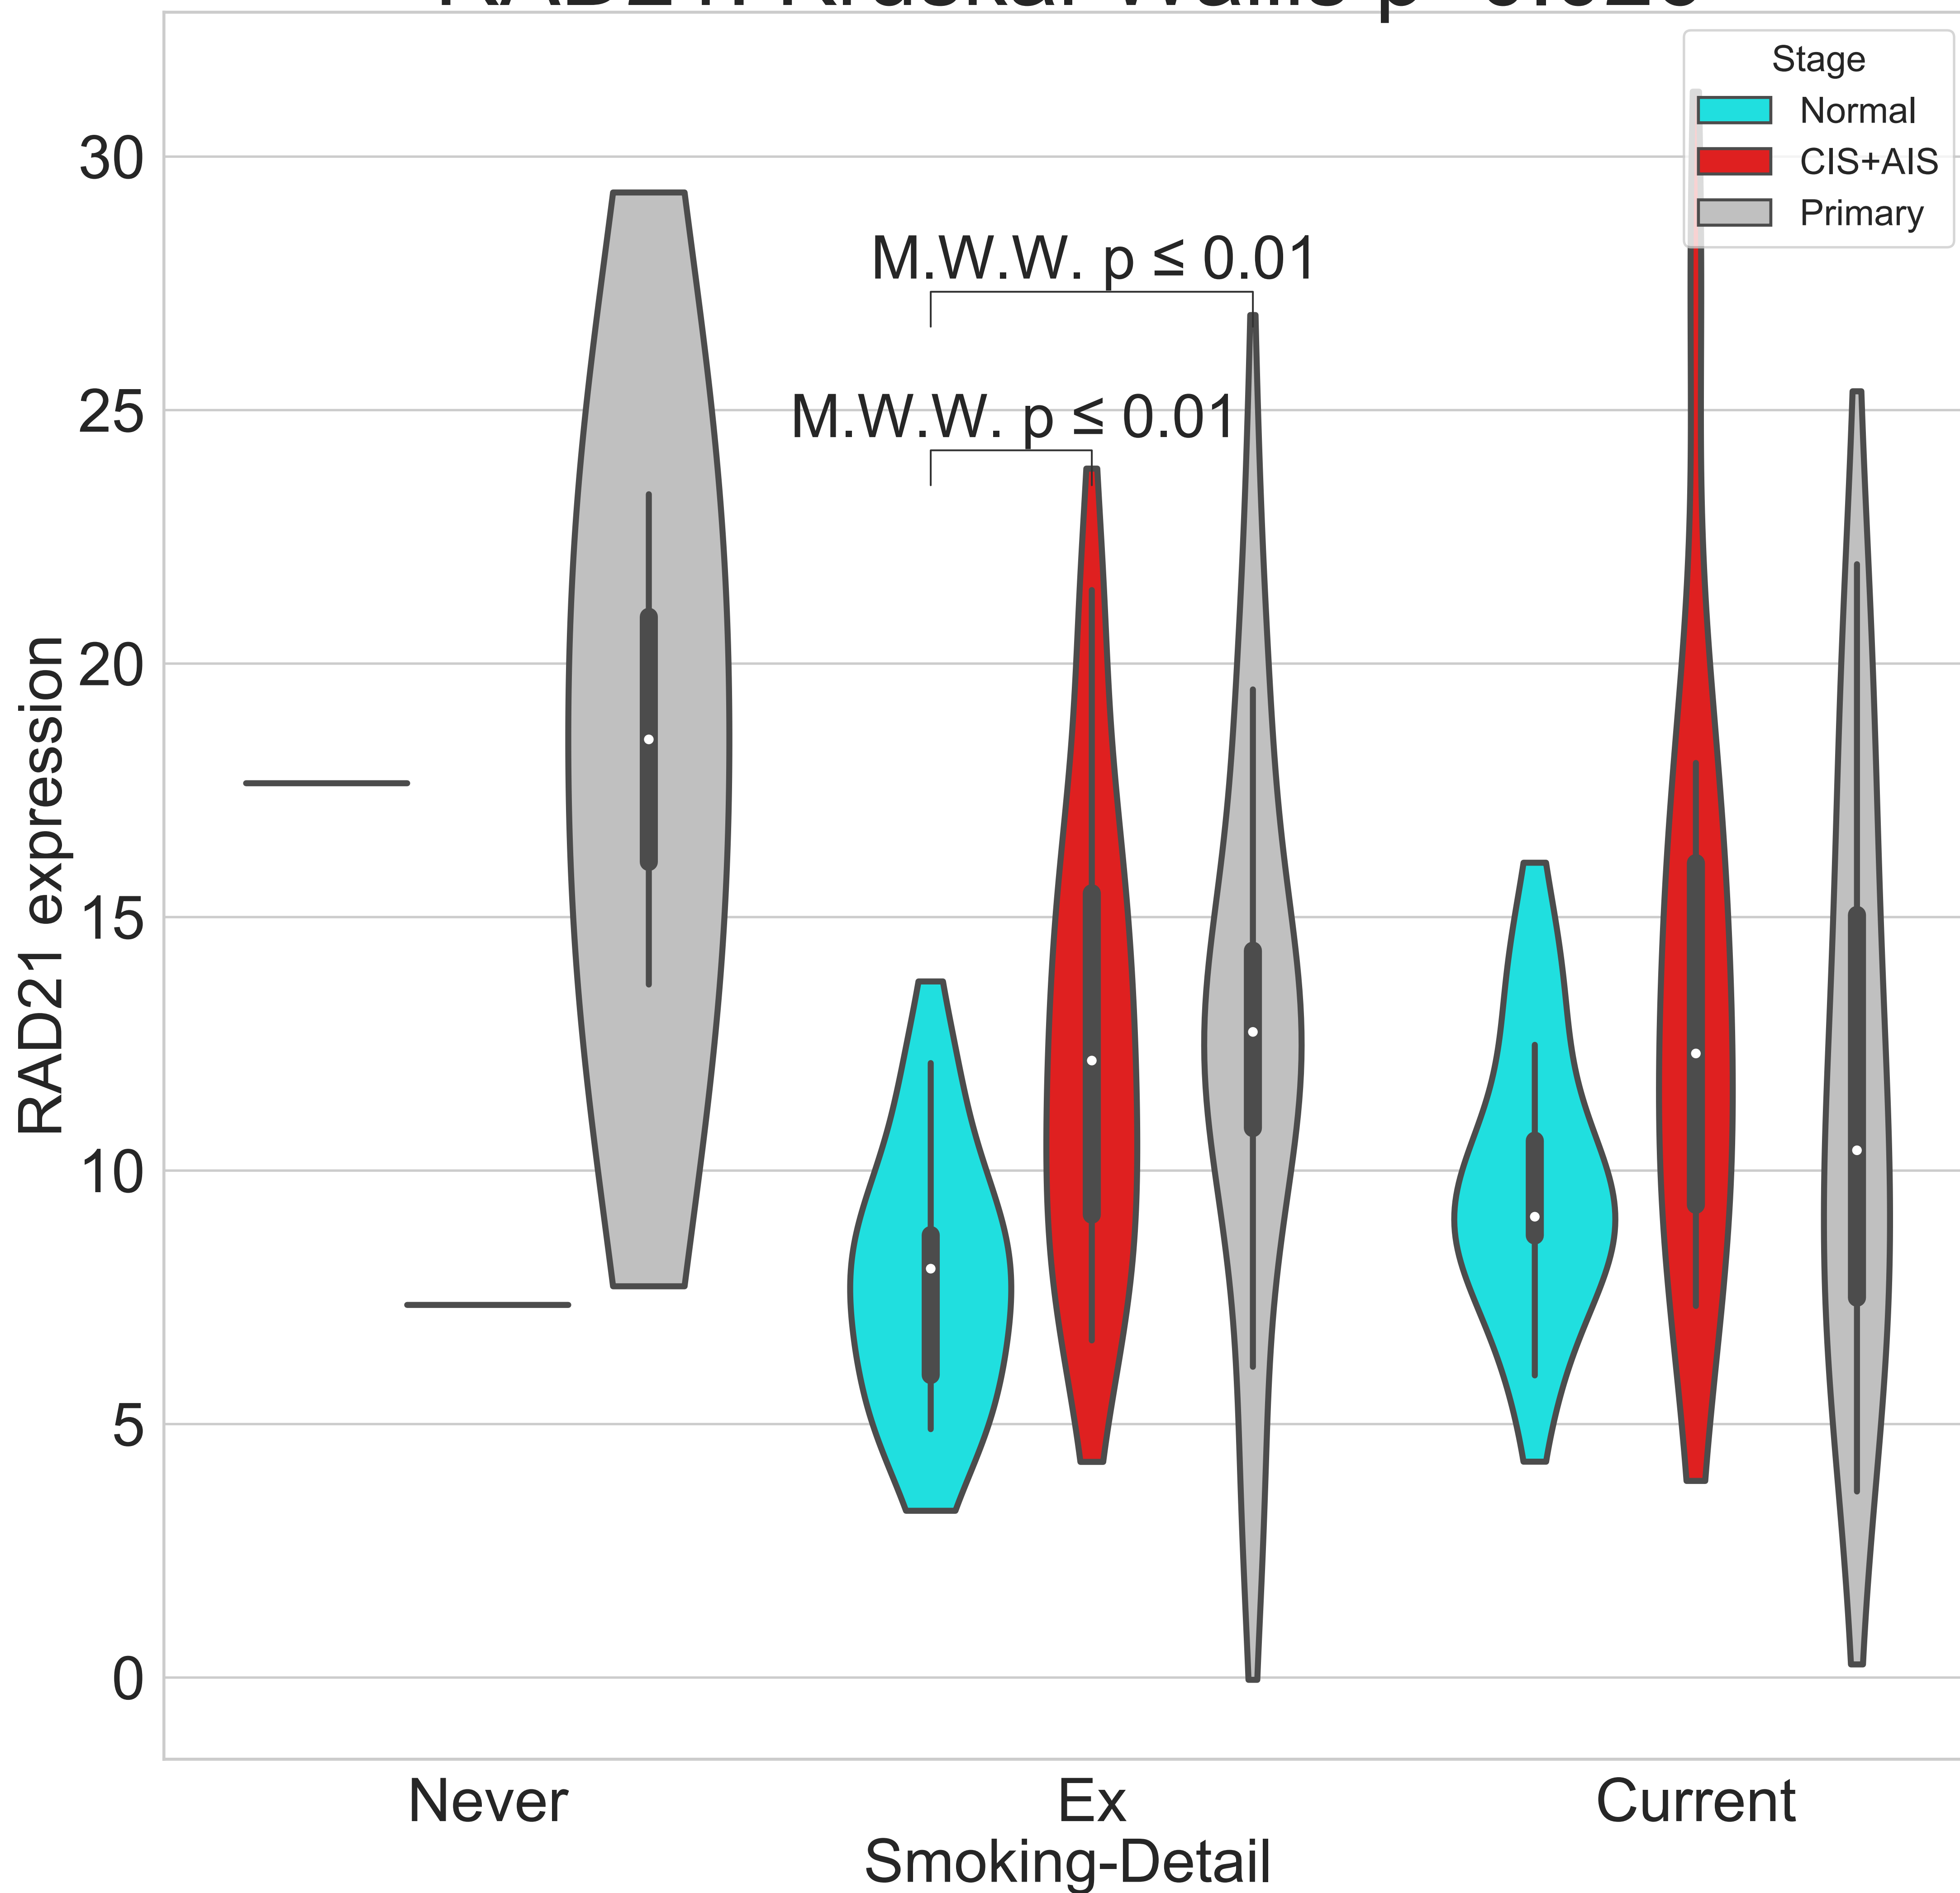 Stage
Normal
CIS+AIS
Primary
M.W.W. p ≤ 0.01
M.W.W. p ≤ 0.01
30
25
20
15
10
5
0
RAD21 expression
Never
Ex
Current
Smoking-Detail